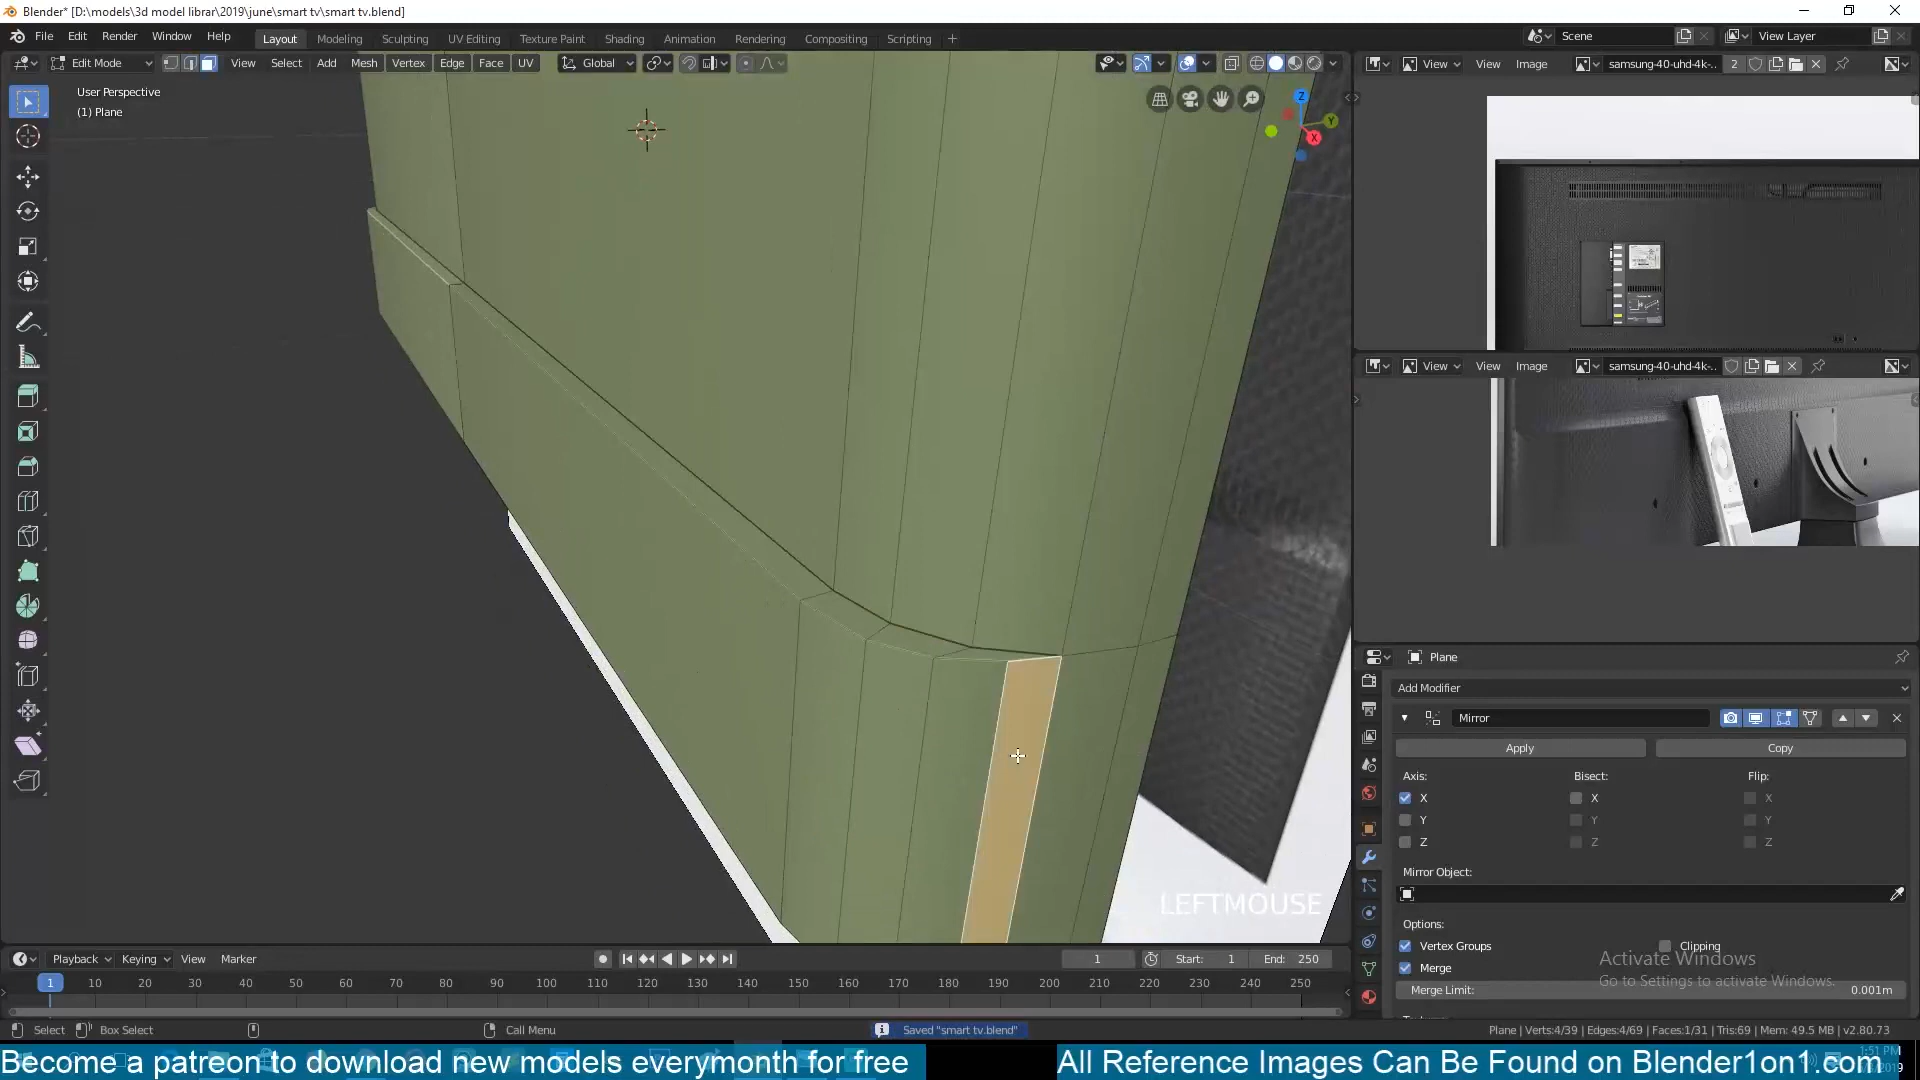 Blender* [D:\models\3d model librar\2019\june\smart tv\smart tv.blend]
File Edit Render Window Help Layout Modeling Sculpting UV Editing Texture Paint Shading Animation Rendering Compositing Scripting + Scene View Layer
Edit Mode View Select Add Mesh Vertex Edge Face UV Global View View Image samsung-40-uhd-4k-.. 2
User Perspective
(1) Plane
Z
Y
X
View View Image samsung-40-uhd-4k-..
Plane
Add Modifier
Mirror
Apply Copy
Axis: Bisect: Flip:
X X X
Y Y Y
Z Z Z
Mirror Object:
LEFTMOUSE
Options:
Vertex Groups Clipping
Merge
Merge Limit: 0.001m
Activate Windows
Go to Settings to activate Windows.
Playback Keying View Marker 1 Start: 1 End: 250
1 10 20 30 40 50 60 70 80 90 100 110 120 130 140 150 160 170 180 190 200 210 220 230 240 250
Select Box Select Call Menu Saved "smart tv.blend" Plane | Verts:4/39 | Edges:4/69 | Faces:1/31 | Tris:69 | Mem: 49.5 MB | v2.80.73
Become a patreon to download new models everymonth for free All Reference Images Can Be Found on Blender1on1.com